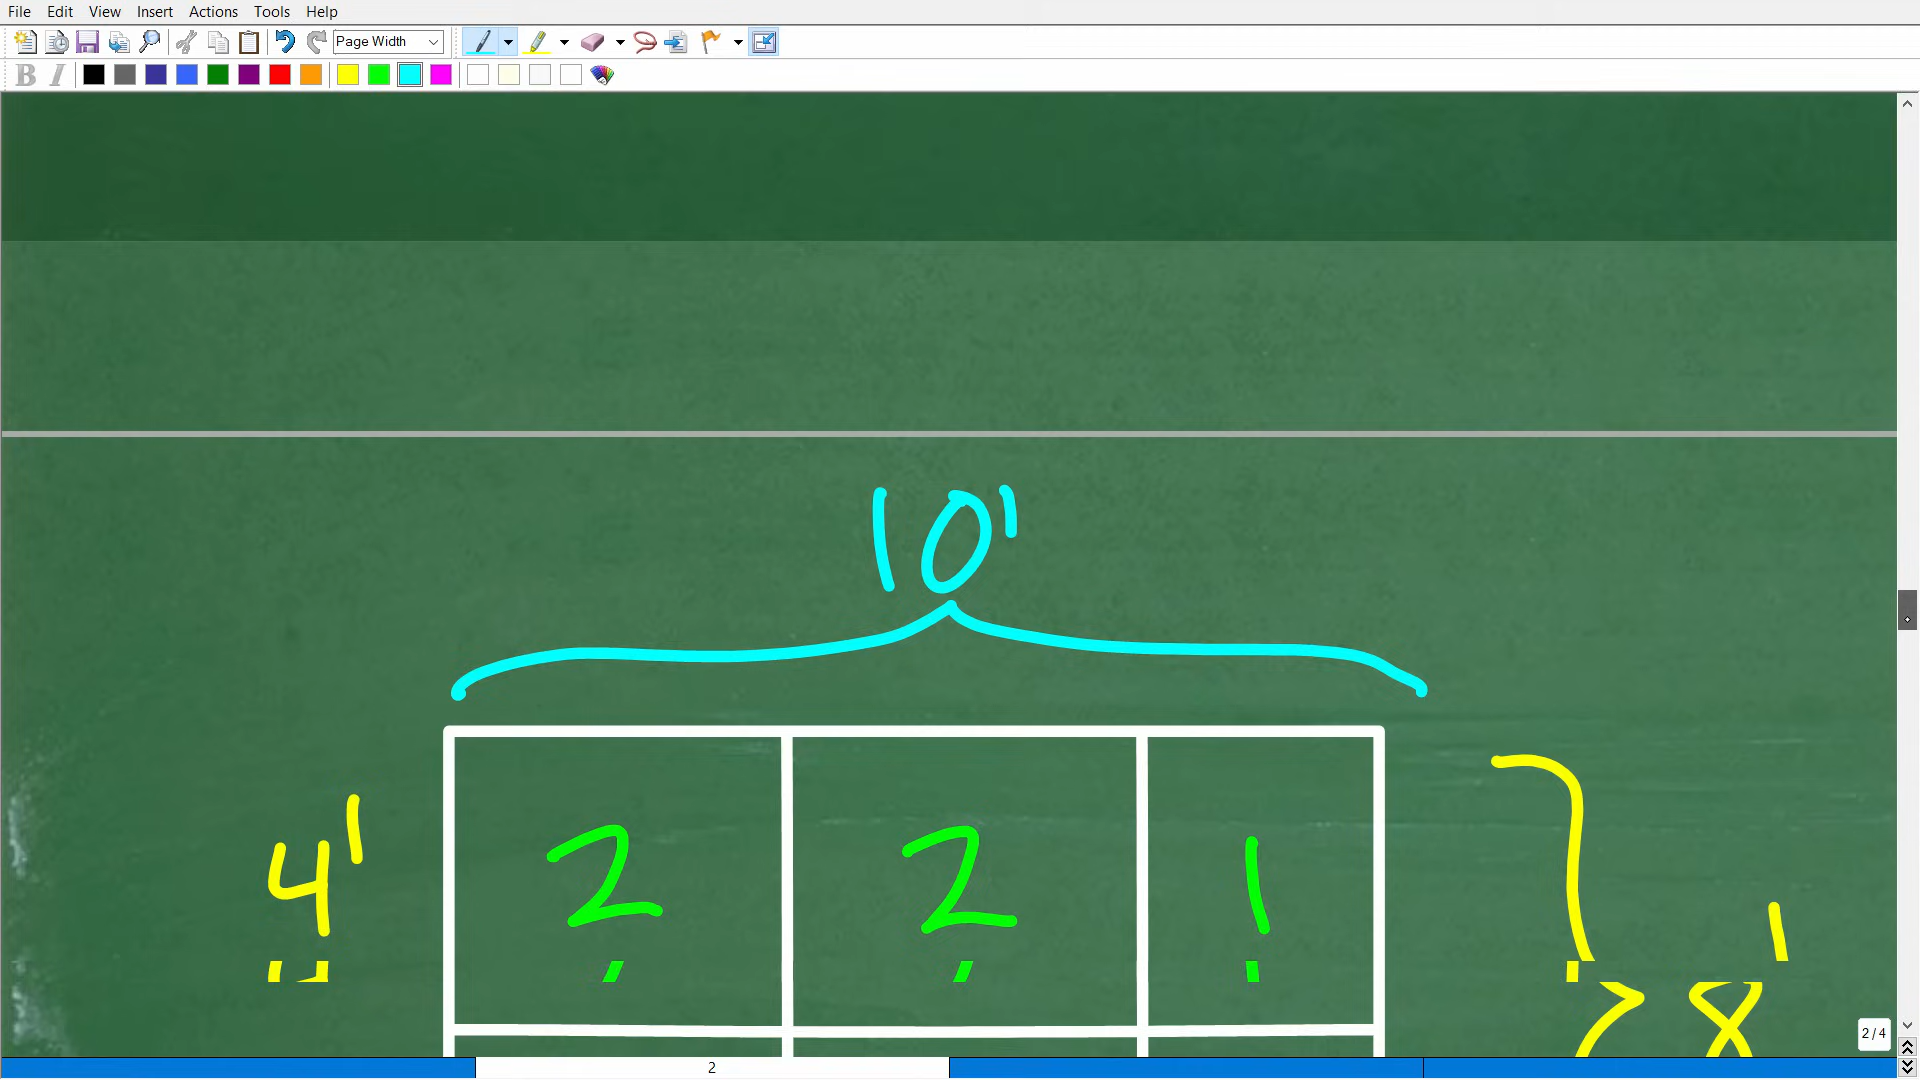 File Edit View Insert Actions Tools Help
Page Width
B I
10'
4' 2 2 1
8'
2 / 4
2